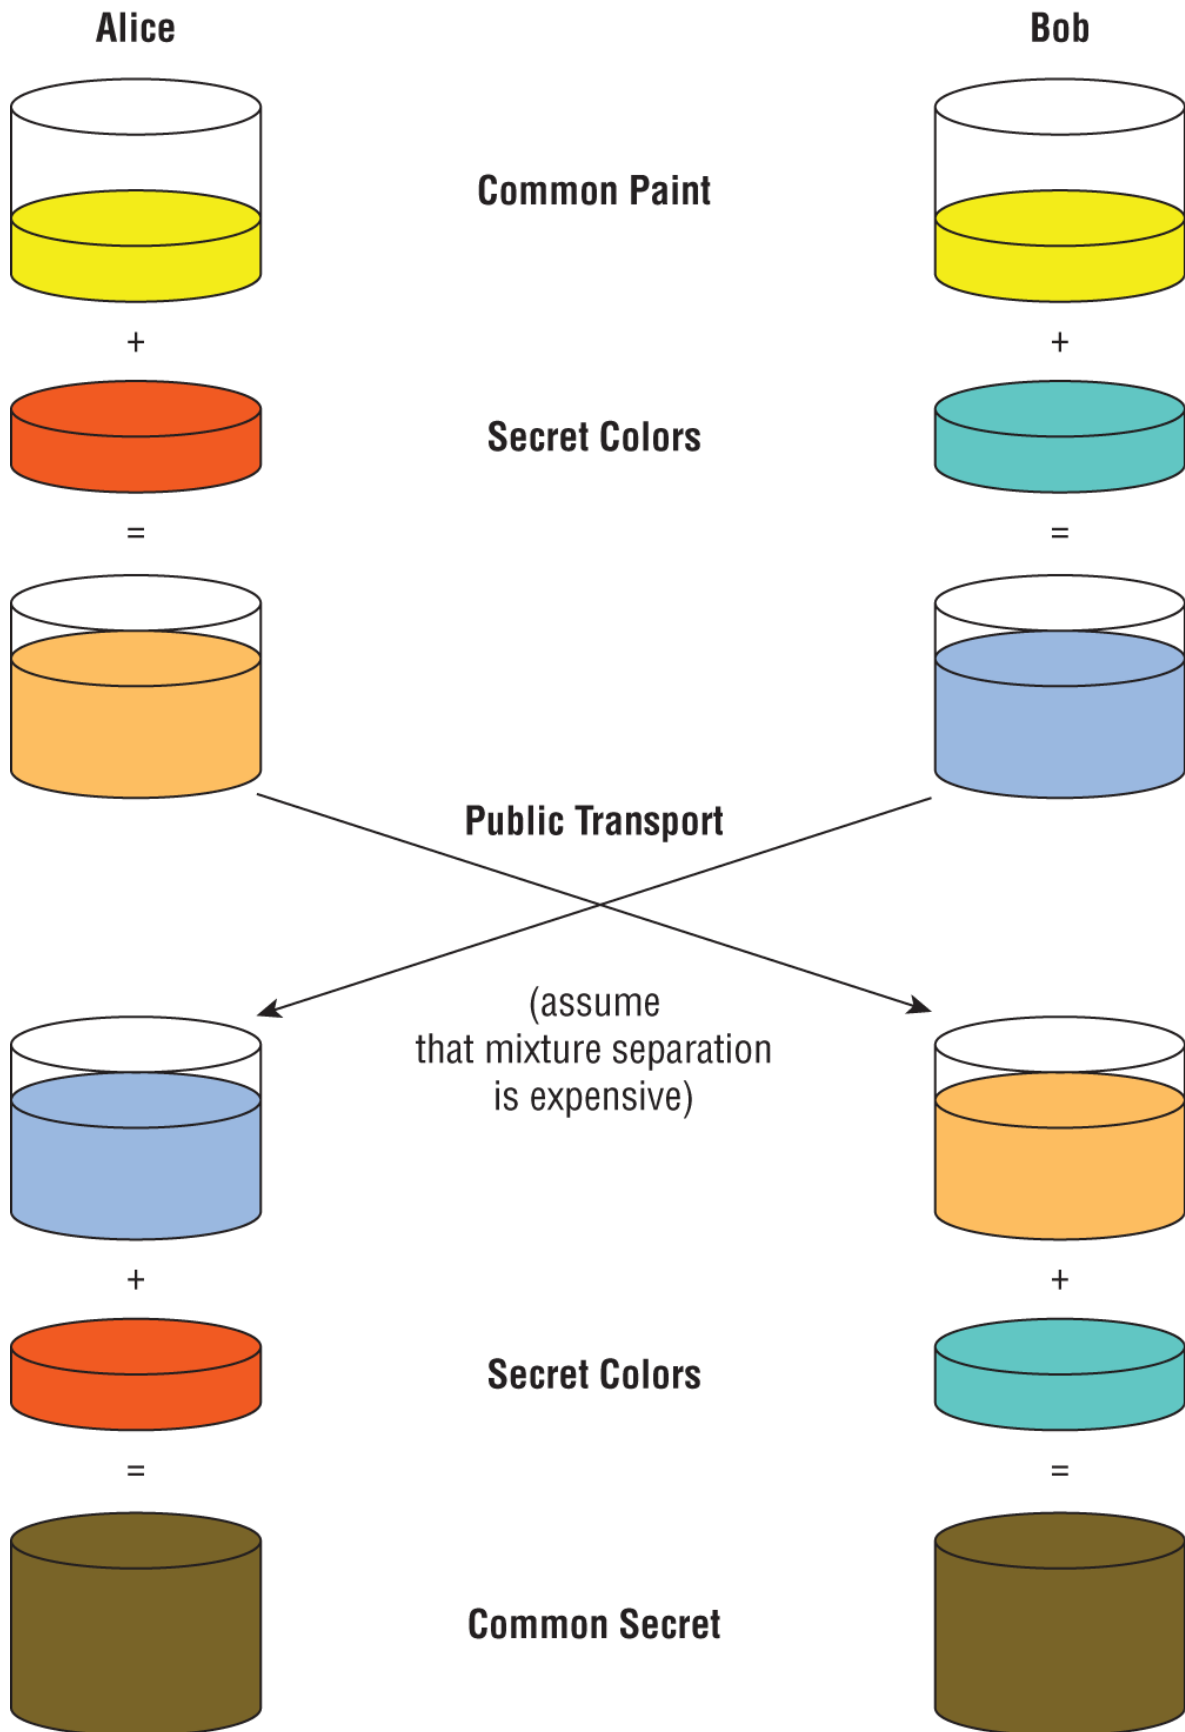 Alice
Bob
Common Paint
+
+
Secret Colors
=
=
Public Transport
(assume
that mixture separation
is expensive)
+
+
Secret Colors
=
=
Common Secret